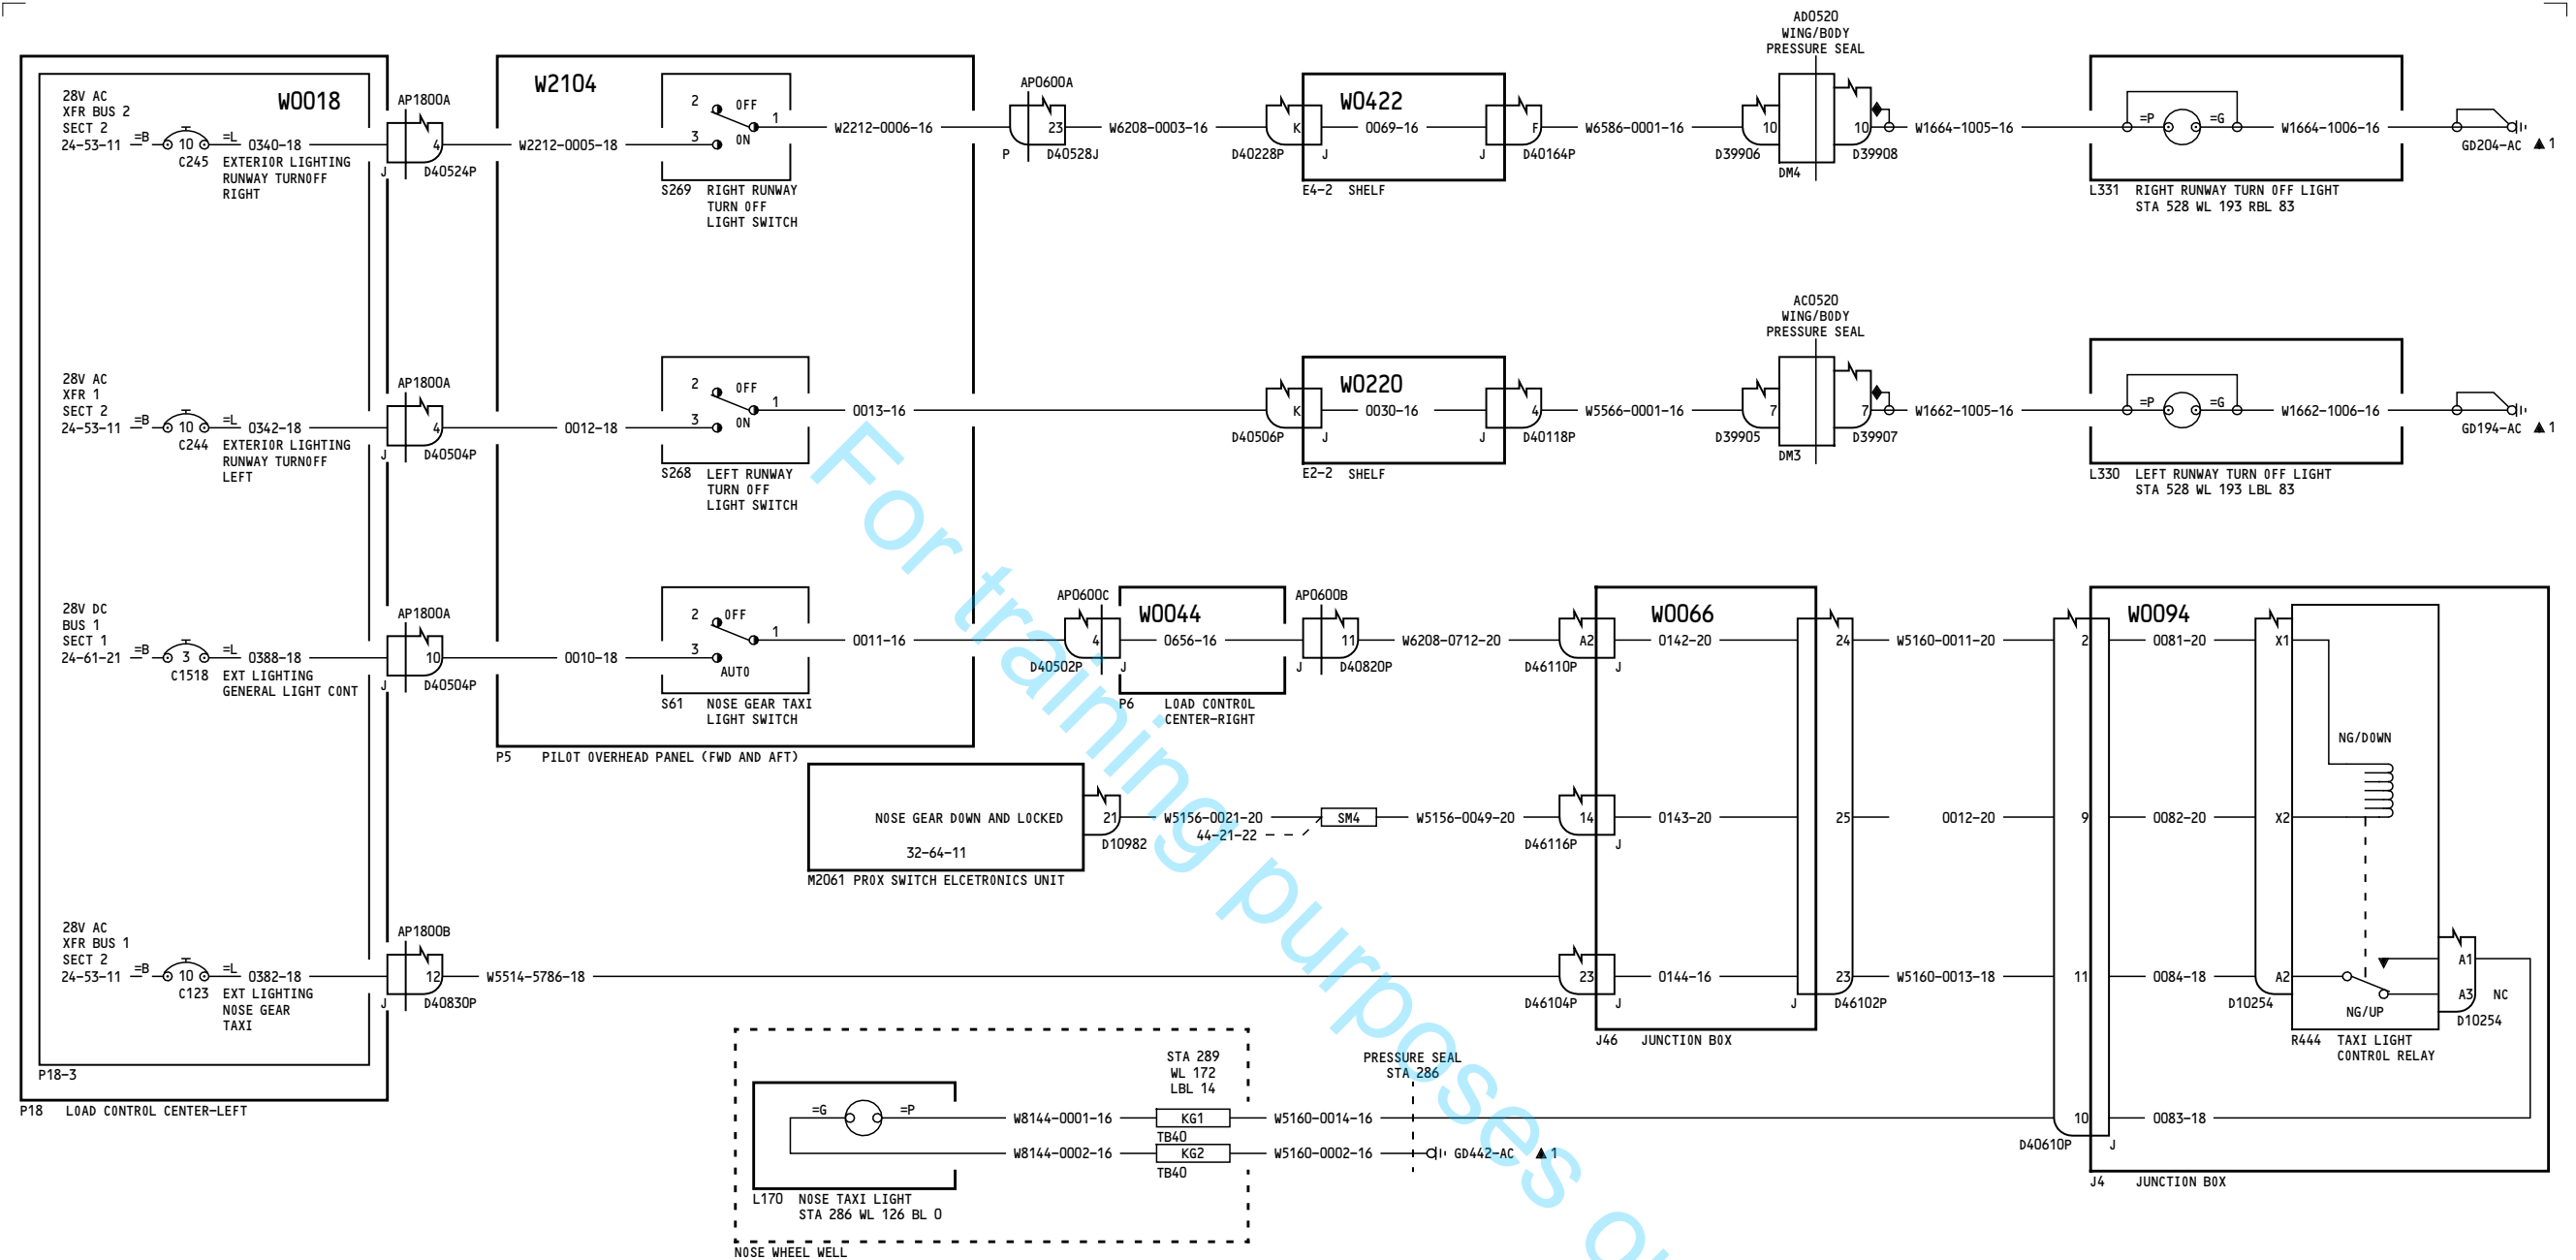 AD0520
WING/BODY
PRESSURE SEAL
28V AC
XFR BUS 2
SECT 2
24-53-11 =B 10 =L 0340-18
C245 EXTERIOR LIGHTING
RUNWAY TURNOFF
RIGHT
W0018
AP1800A
4
J D40524P
W2104
W2212-0005-18
2 OFF
3 ON
1
S269 RIGHT RUNWAY
TURN OFF
LIGHT SWITCH
W2212-0006-16
AP0600A
23
P D40528J
W6208-0003-16
K
D40228P J
W0422
0069-16
F
J D40164P
E4-2 SHELF
W6586-0001-16
10
D39906
DM4
10
D39908
W1664-1005-16
=P =G
L331 RIGHT RUNWAY TURN OFF LIGHT
STA 528 WL 193 RBL 83
W1664-1006-16
GD204-AC ▲ 1
AC0520
WING/BODY
PRESSURE SEAL
28V AC
XFR 1
SECT 2
24-53-11 =B 10 =L 0342-18
C244 EXTERIOR LIGHTING
RUNWAY TURNOFF
LEFT
AP1800A
4
J D40504P
0012-18
2 OFF
3 ON
1
S268 LEFT RUNWAY
TURN OFF
LIGHT SWITCH
0013-16
K
D40506P J
W0220
0030-16
4
J D40118P
E2-2 SHELF
W5566-0001-16
7
D39905
DM3
7
D39907
W1662-1005-16
=P =G
L330 LEFT RUNWAY TURN OFF LIGHT
STA 528 WL 193 LBL 83
W1662-1006-16
GD194-AC ▲ 1
28V DC
BUS 1
SECT 1
24-61-21 =B 3 =L 0388-18
C1518 EXT LIGHTING
GENERAL LIGHT CONT
AP1800A
10
J D40504P
0010-18
2 OFF
3 AUTO
1
S61 NOSE GEAR TAXI
LIGHT SWITCH
0011-16
P5 PILOT OVERHEAD PANEL (FWD AND AFT)
AP0600C
4
D40502P J
W0044
0656-16
P6 LOAD CONTROL
CENTER-RIGHT
AP0600B
11
J D40820P
W6208-0712-20
A2
D46110P J
W0066
0142-20
24
W5160-0011-20
2
W0094
0081-20
X1
NG/DOWN
NOSE GEAR DOWN AND LOCKED
32-64-11
M2061 PROX SWITCH ELCETRONICS UNIT
21
D10982
W5156-0021-20
44-21-22
SM4
W5156-0049-20
14
D46116P J
0143-20
25
0012-20
9
0082-20
X2
28V AC
XFR BUS 1
SECT 2
24-53-11 =B 10 =L 0382-18
C123 EXT LIGHTING
NOSE GEAR
TAXI
P18-3
P18 LOAD CONTROL CENTER-LEFT
AP1800B
12
J D40830P
W5514-5786-18
23
D46104P J
0144-16
23
J D46102P
J46 JUNCTION BOX
W5160-0013-18
11
0084-18
A2
D10254
NG/UP
A1
A3 NC
D10254
R444 TAXI LIGHT
CONTROL RELAY
STA 289
WL 172
LBL 14
PRESSURE SEAL
STA 286
=G =P
W8144-0001-16
KG1
TB40
W5160-0014-16
10
0083-18
D40610P J
W8144-0002-16
KG2
TB40
W5160-0002-16
GD442-AC ▲ 1
L170 NOSE TAXI LIGHT
STA 286 WL 126 BL 0
NOSE WHEEL WELL
J4 JUNCTION BOX
For training purposes